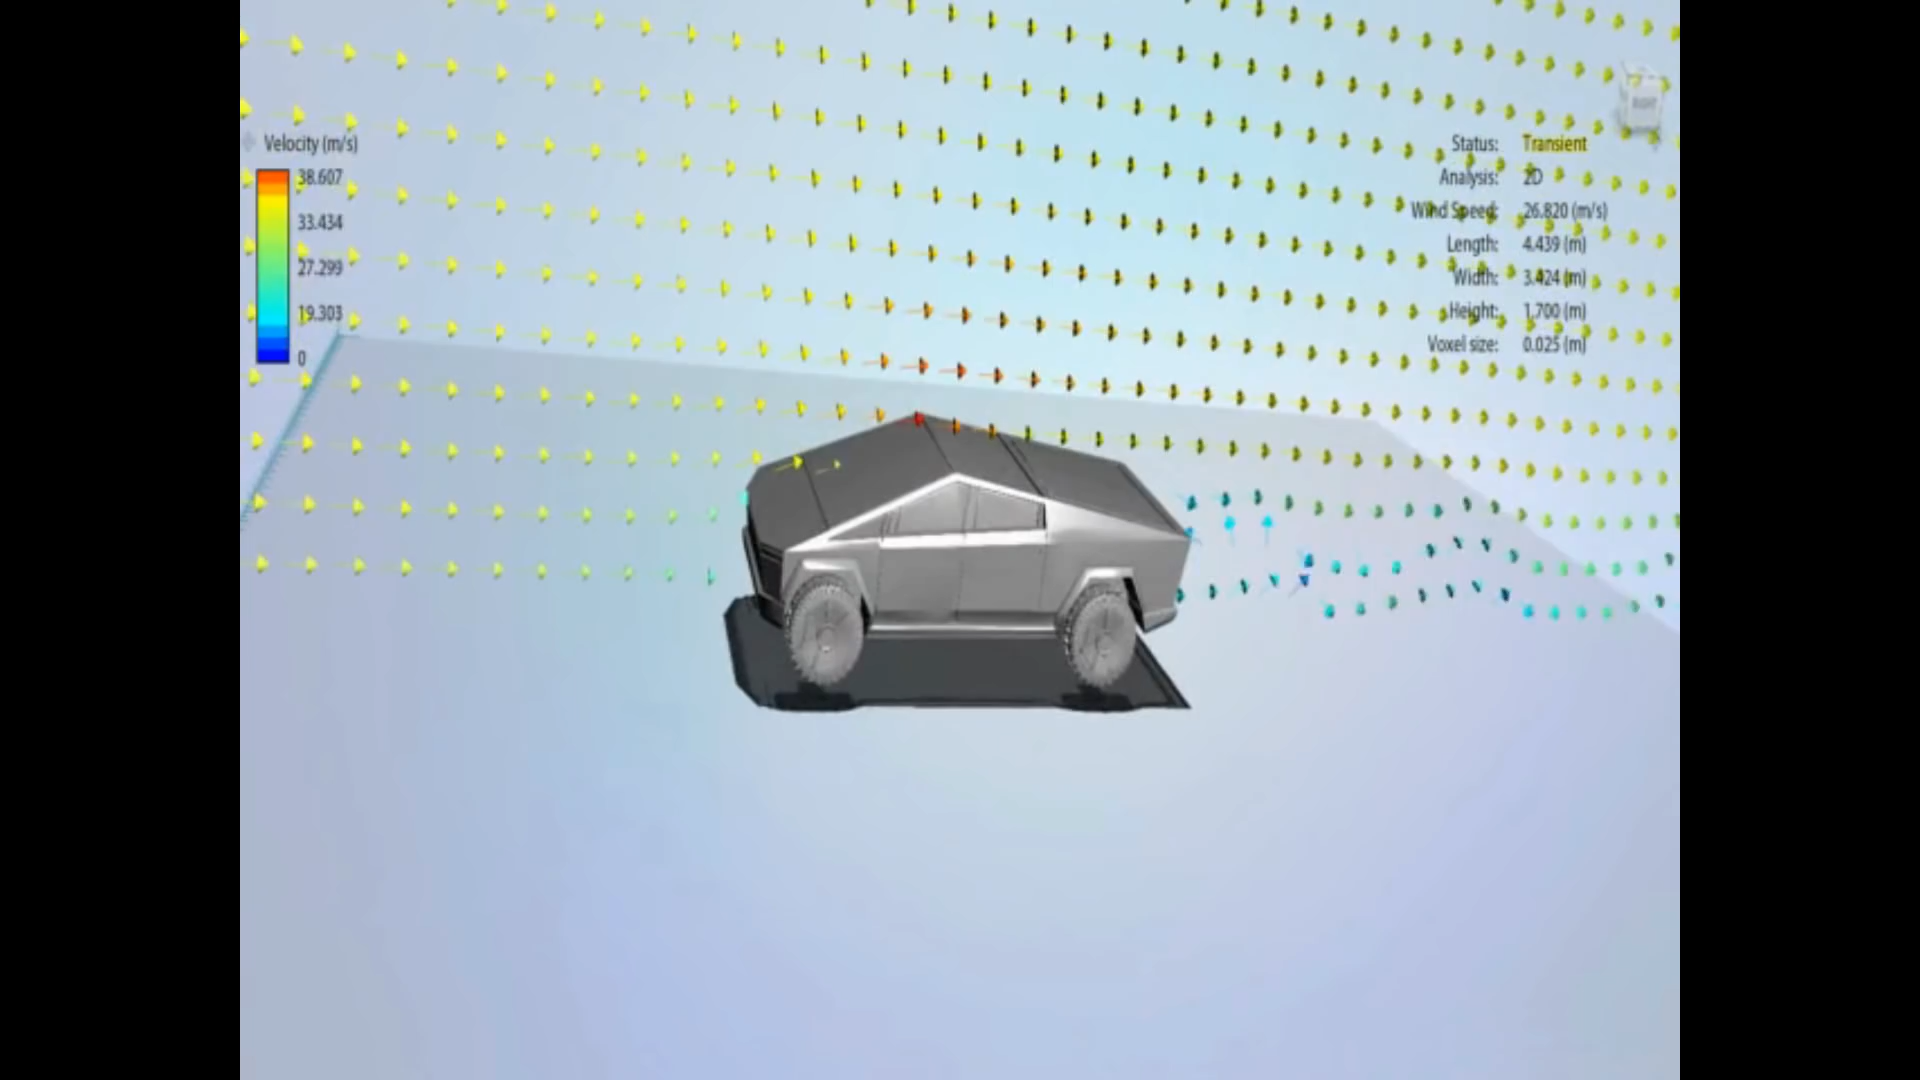 Velocity (m/s)
38.607
33.434
27.299
19.303
0
RIGHT
Status: Transient
Analysis: 2D
Wind Speed: 26.820 (m/s)
Length: 4.439 (m)
Width: 3.424 (m)
Height: 1.700 (m)
Voxel size: 0.025 (m)